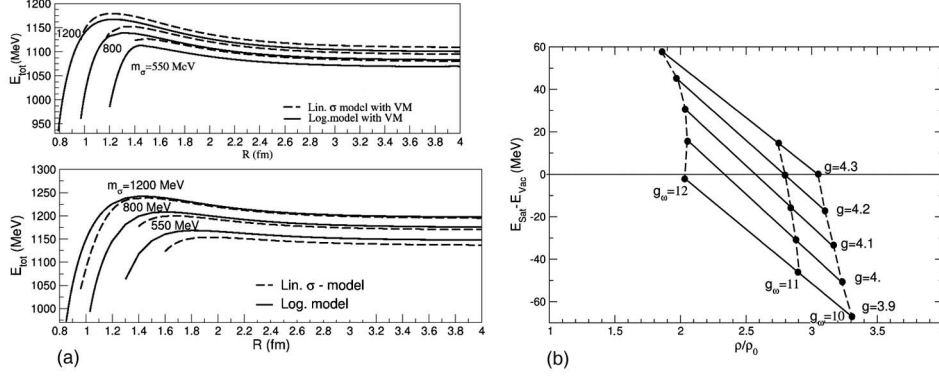 1200
1150
1100
1050
1000
950
E_tot (MeV)
1200
800
m_σ=550 MeV
Lin. σ model with VM
Log.model with VM
0.8 1 1.2 1.4 1.6 1.8 2 2.2 2.4 2.6 2.8 3 3.2 3.4 3.6 3.8 4
R (fm)
1300
1250
1200
1150
1100
1050
1000
E_tot (MeV)
m_σ=1200 MeV
800 MeV
550 MeV
Lin. σ - model
Log. model
0.8 1 1.2 1.4 1.6 1.8 2 2.2 2.4 2.6 2.8 3 3.2 3.4 3.6 3.8 4
R (fm)
(a)
60
40
20
0
-20
-40
-60
E_Sat - E_Vac (MeV)
g=4.3
g_ω=12
g=4.2
g=4.1
g_ω=11
g=4.
g=3.9
g_ω=10
1 1.5 2 2.5 3 3.5 4
ρ/ρ_0
(b)